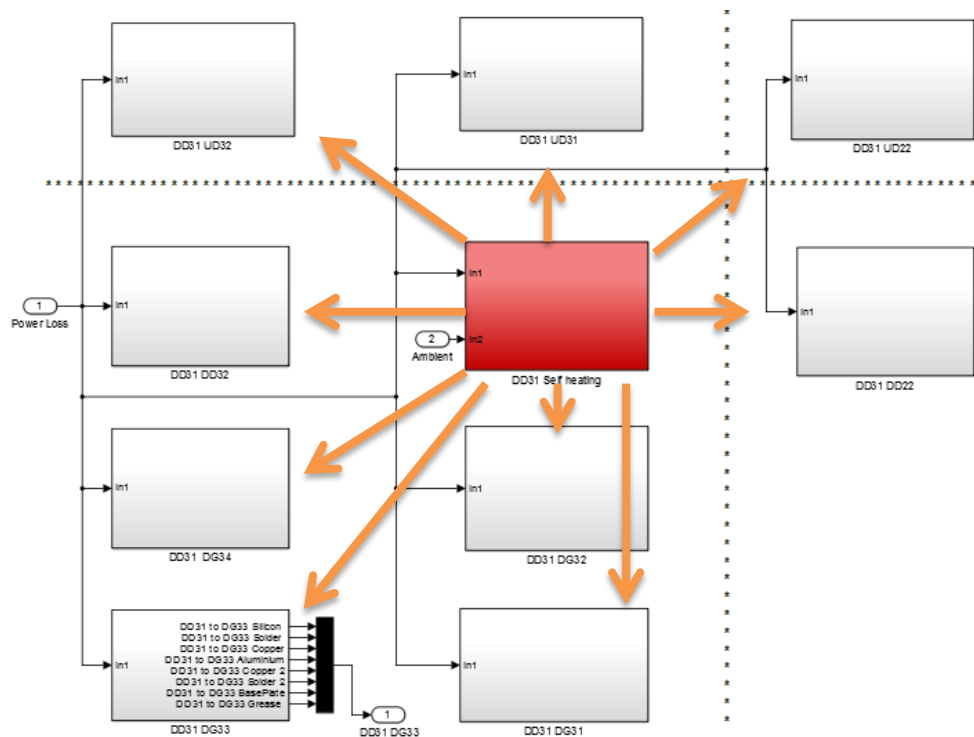 In1
DD31 UD32
In1
DD31 UD31
In1
DD31 UD22
In1
DD31 DD32
1
Power Loss
In1
2
Ambient
In2
DD31 Self heating
In1
DD31 DD22
In1
DD31 DG34
In1
DD31 DG32
In1
DD31 to DG33 Silicon
DD31 to DG33 Solder
DD31 to DG33 Copper
DD31 to DG33 Aluminium
DD31 to DG33 Copper 2
DD31 to DG33 Solder 2
DD31 to DG33 BasePlate
DD31 to DG33 Grease
DD31 DG33
1
DD31 DG33
In1
DD31 DG31